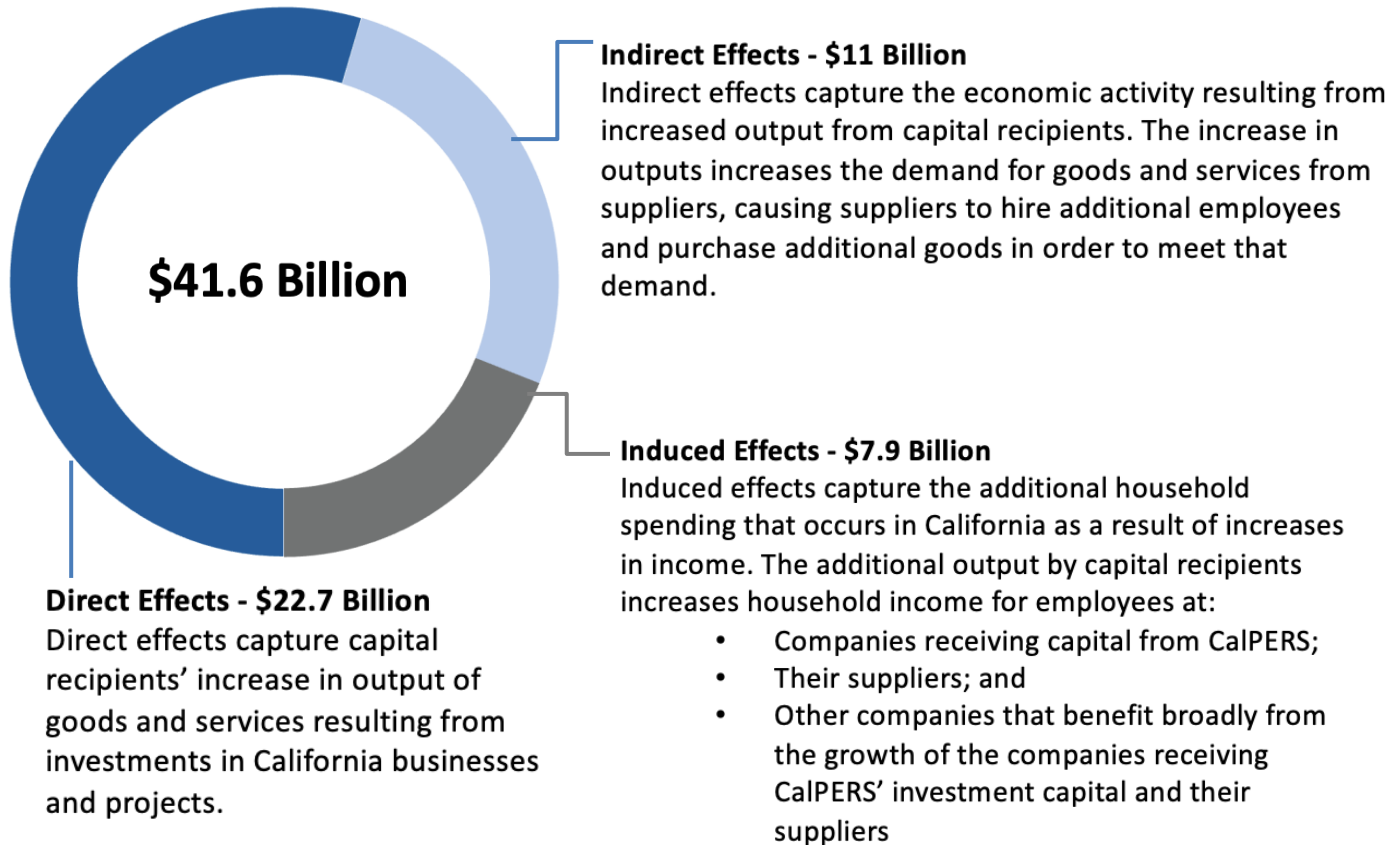 $41.6 Billion
Indirect Effects - $11 Billion
Indirect effects capture the economic activity resulting from
increased output from capital recipients. The increase in
outputs increases the demand for goods and services from
suppliers, causing suppliers to hire additional employees
and purchase additional goods in order to meet that
demand.
Induced Effects - $7.9 Billion
Induced effects capture the additional household
spending that occurs in California as a result of increases
in income. The additional output by capital recipients
increases household income for employees at:
• Companies receiving capital from CalPERS;
• Their suppliers; and
• Other companies that benefit broadly from
the growth of the companies receiving
CalPERS’ investment capital and their
suppliers
Direct Effects - $22.7 Billion
Direct effects capture capital
recipients’ increase in output of
goods and services resulting from
investments in California businesses
and projects.